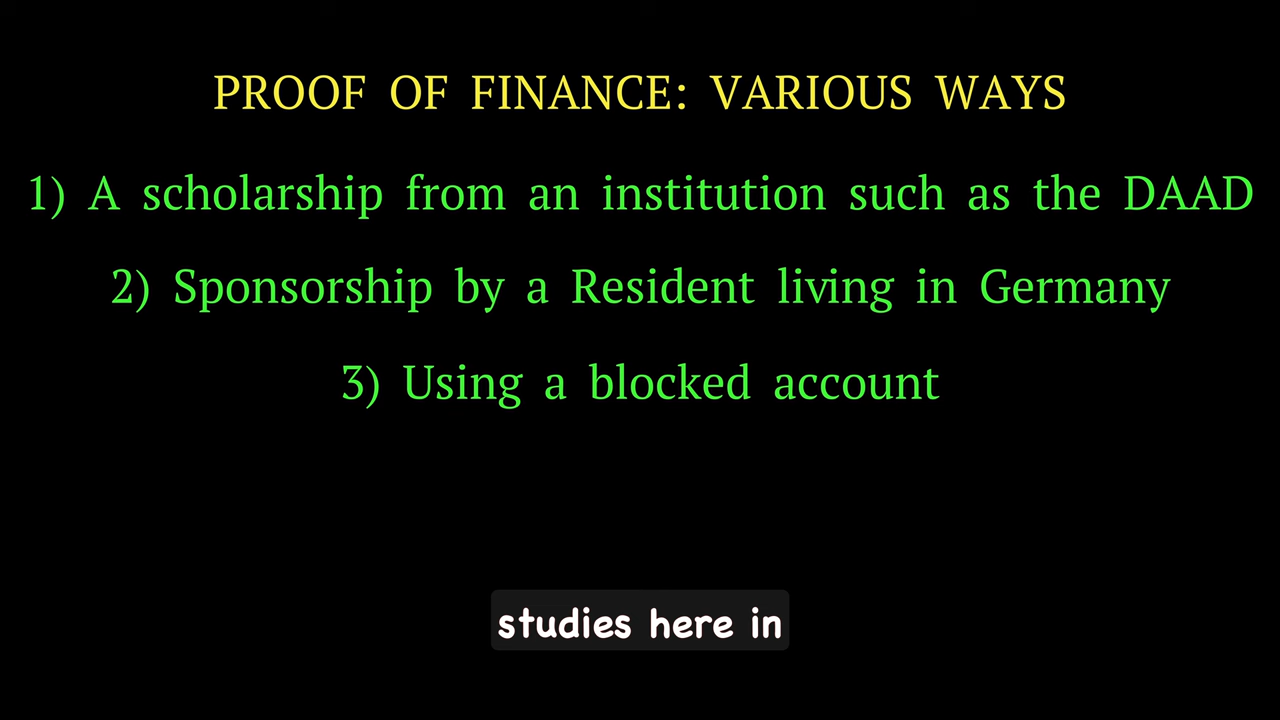 PROOF OF FINANCE: VARIOUS WAYS
1) A scholarship from an institution such as the DAAD
2) Sponsorship by a Resident living in Germany
3) Using a blocked account
studies here in